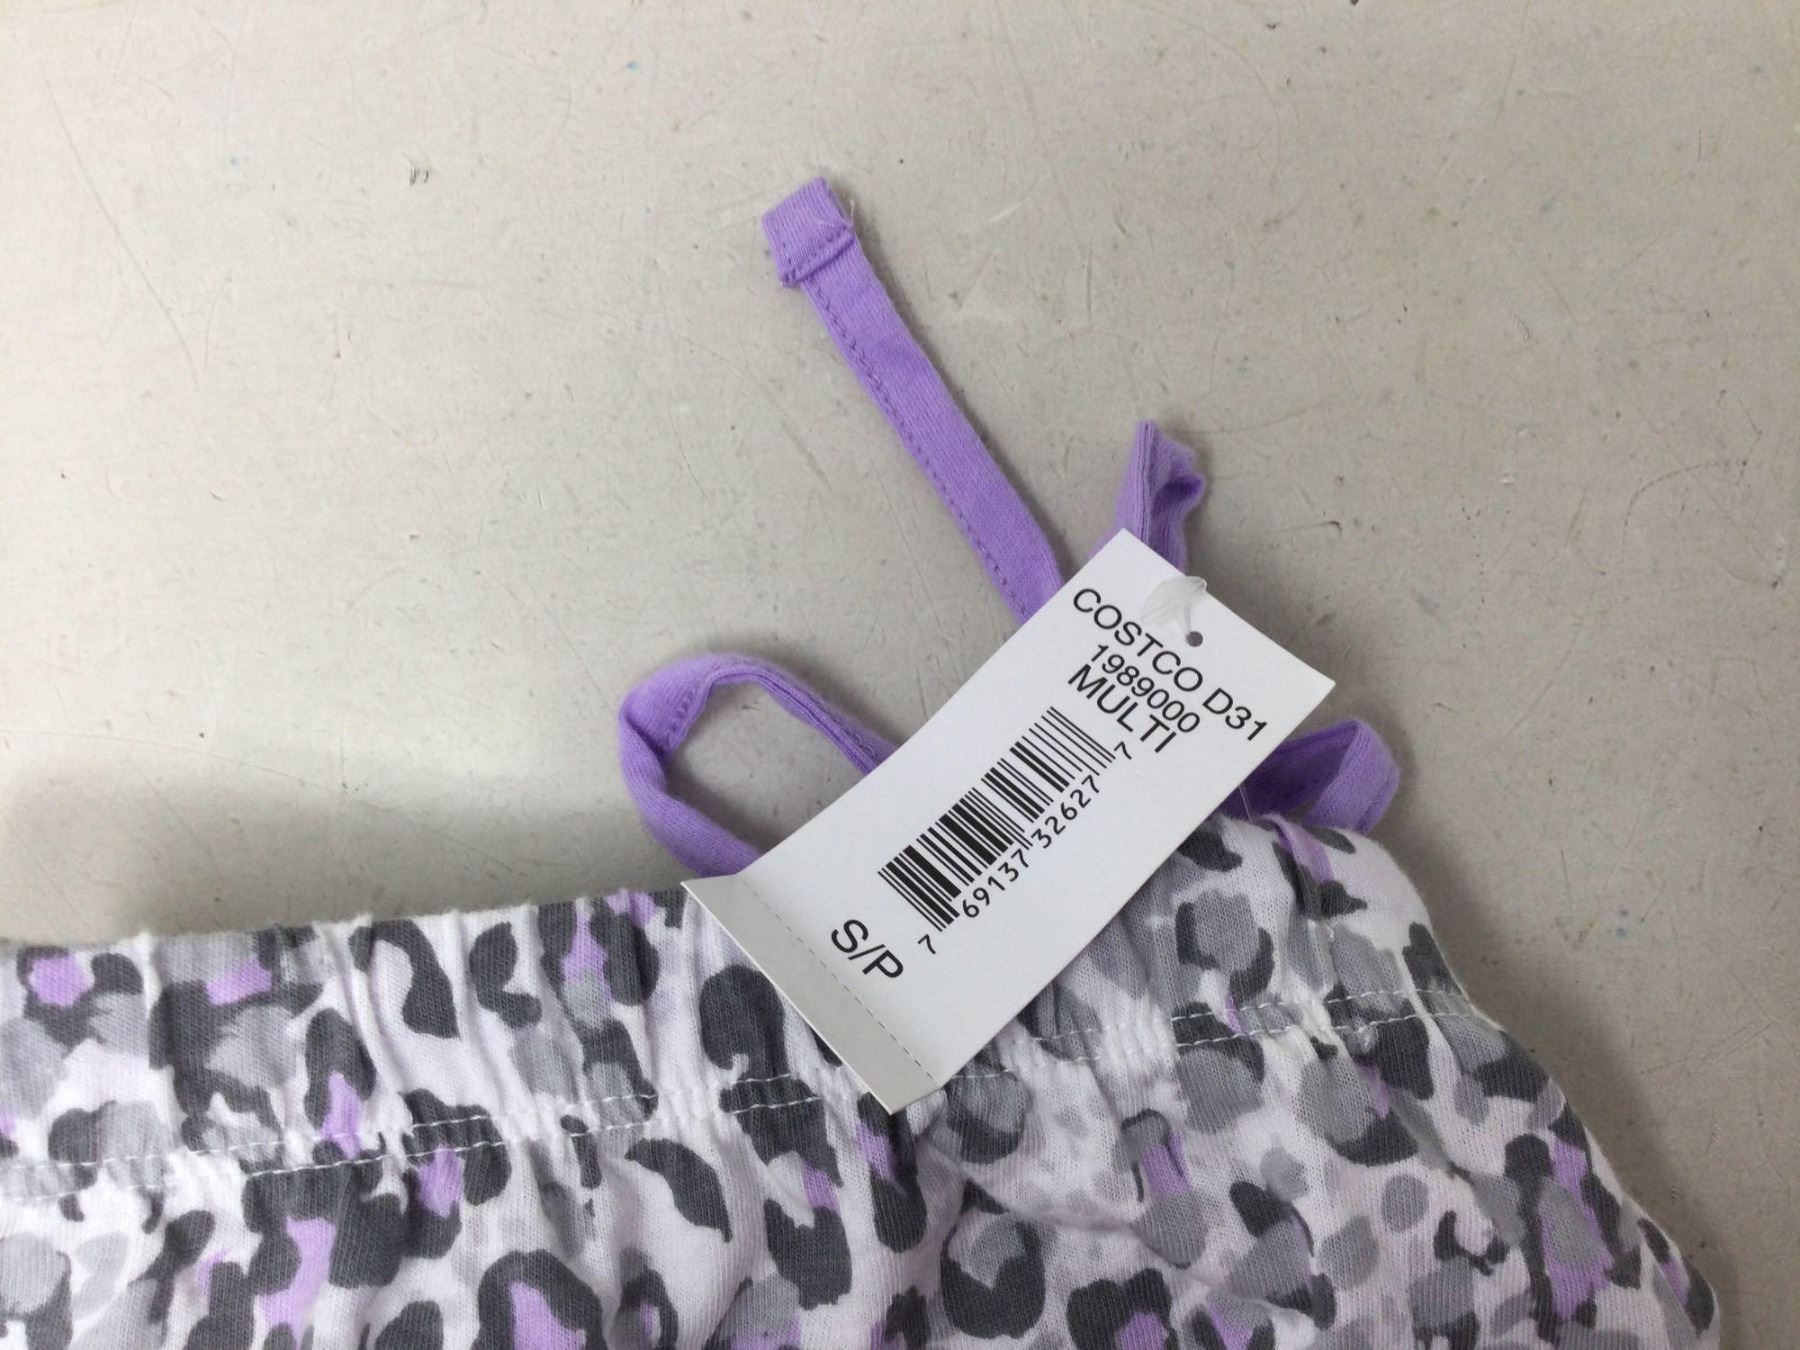 COSTCO D31
1989000
MULTI
7 69137 32627 7
S/P